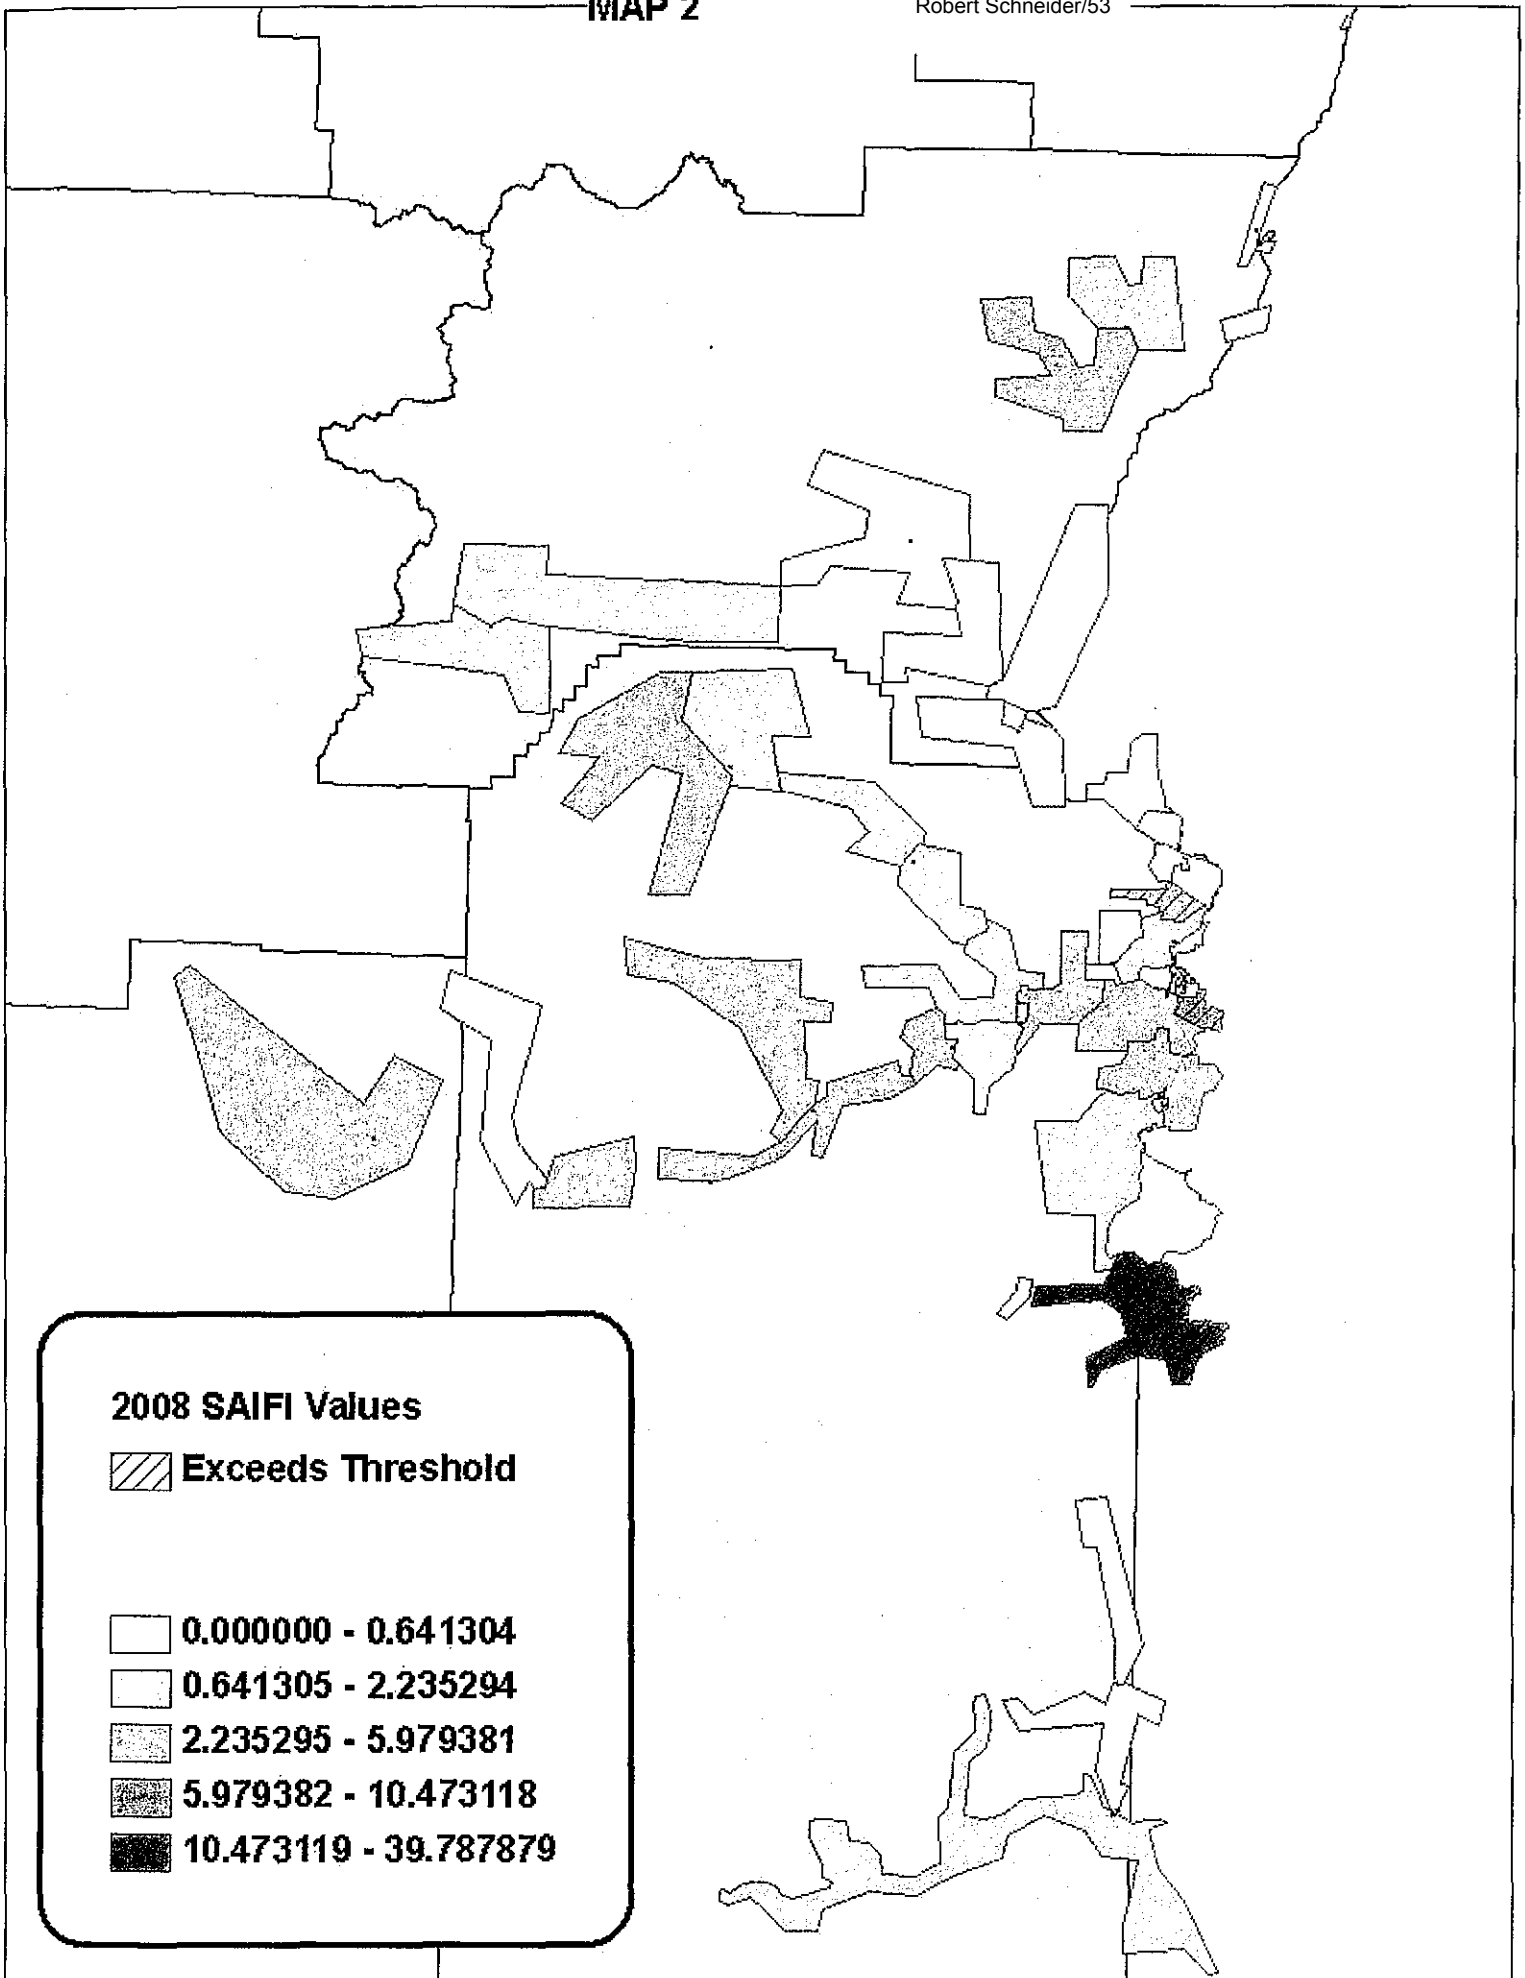 MAP 2
Robert Schneider/53
2008 SAIFI Values
Exceeds Threshold
0.000000 - 0.641304
0.641305 - 2.235294
2.235295 - 5.979381
5.979382 - 10.473118
10.473119 - 39.787879